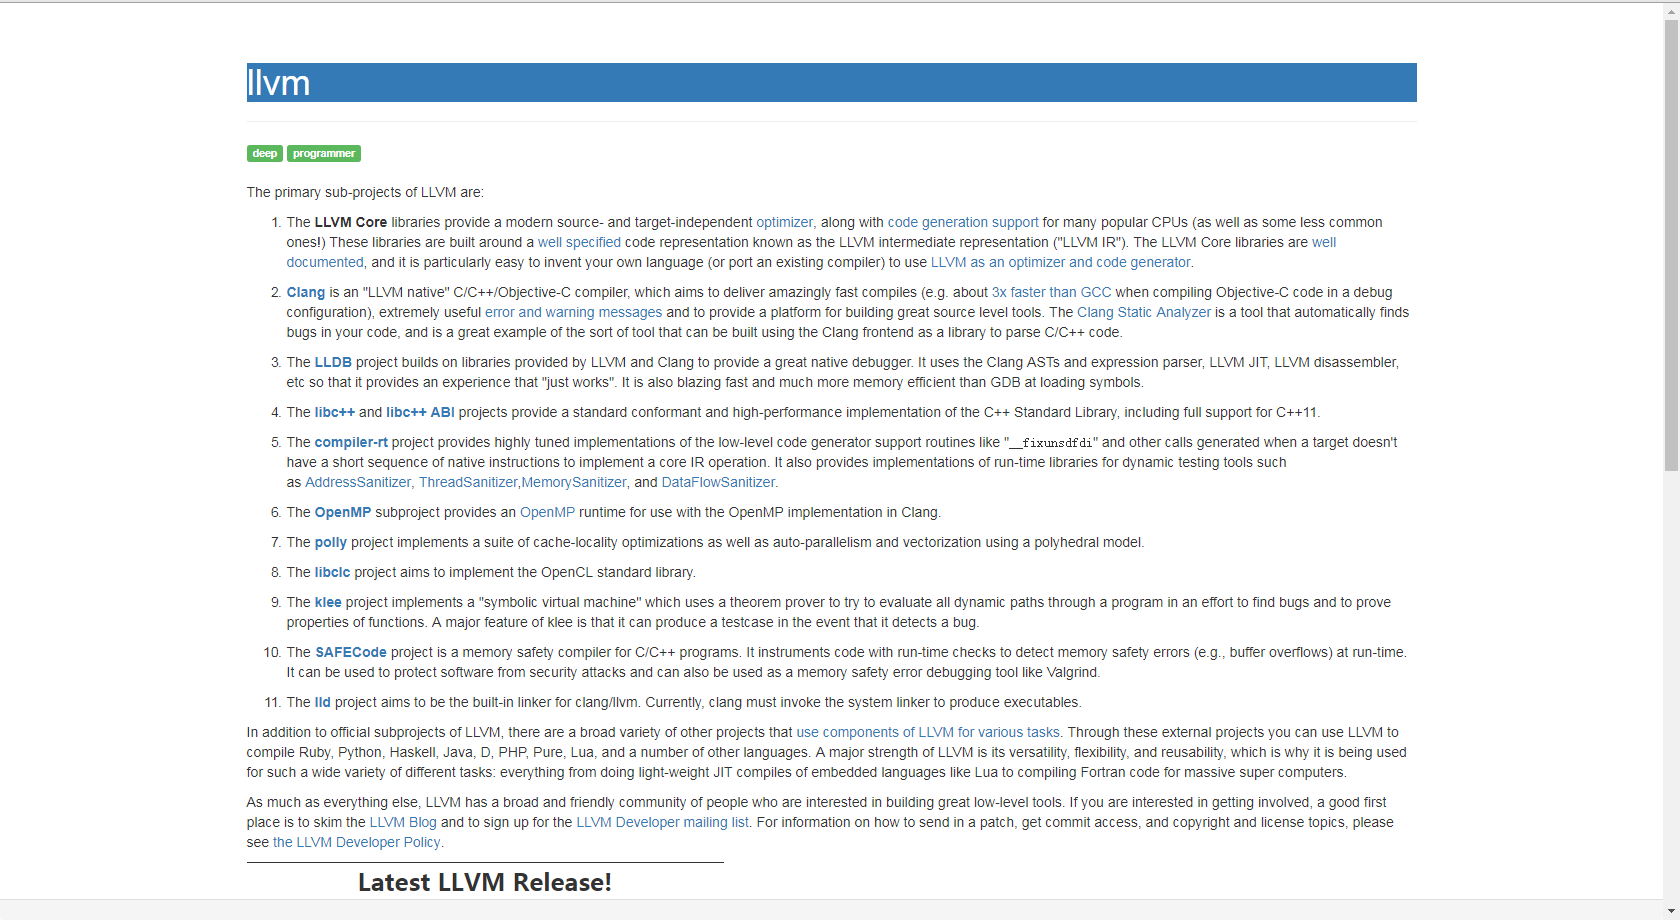 llvm
deep programmer
The primary sub-projects of LLVM are:
1. The LLVM Core libraries provide a modern source- and target-independent optimizer, along with code generation support for many popular CPUs (as well as some less common
ones!) These libraries are built around a well specified code representation known as the LLVM intermediate representation ("LLVM IR"). The LLVM Core libraries are well
documented, and it is particularly easy to invent your own language (or port an existing compiler) to use LLVM as an optimizer and code generator.
2. Clang is an "LLVM native" C/C++/Objective-C compiler, which aims to deliver amazingly fast compiles (e.g. about 3x faster than GCC when compiling Objective-C code in a debug
configuration), extremely useful error and warning messages and to provide a platform for building great source level tools. The Clang Static Analyzer is a tool that automatically finds
bugs in your code, and is a great example of the sort of tool that can be built using the Clang frontend as a library to parse C/C++ code.
3. The LLDB project builds on libraries provided by LLVM and Clang to provide a great native debugger. It uses the Clang ASTs and expression parser, LLVM JIT, LLVM disassembler,
etc so that it provides an experience that "just works". It is also blazing fast and much more memory efficient than GDB at loading symbols.
4. The libc++ and libc++ ABI projects provide a standard conformant and high-performance implementation of the C++ Standard Library, including full support for C++11.
5. The compiler-rt project provides highly tuned implementations of the low-level code generator support routines like "__fixunsdfdi" and other calls generated when a target doesn't
have a short sequence of native instructions to implement a core IR operation. It also provides implementations of run-time libraries for dynamic testing tools such
as AddressSanitizer, ThreadSanitizer,MemorySanitizer, and DataFlowSanitizer.
6. The OpenMP subproject provides an OpenMP runtime for use with the OpenMP implementation in Clang.
7. The polly project implements a suite of cache-locality optimizations as well as auto-parallelism and vectorization using a polyhedral model.
8. The libclc project aims to implement the OpenCL standard library.
9. The klee project implements a "symbolic virtual machine" which uses a theorem prover to try to evaluate all dynamic paths through a program in an effort to find bugs and to prove
properties of functions. A major feature of klee is that it can produce a testcase in the event that it detects a bug.
10. The SAFECode project is a memory safety compiler for C/C++ programs. It instruments code with run-time checks to detect memory safety errors (e.g., buffer overflows) at run-time.
It can be used to protect software from security attacks and can also be used as a memory safety error debugging tool like Valgrind.
11. The lld project aims to be the built-in linker for clang/llvm. Currently, clang must invoke the system linker to produce executables.
In addition to official subprojects of LLVM, there are a broad variety of other projects that use components of LLVM for various tasks. Through these external projects you can use LLVM to
compile Ruby, Python, Haskell, Java, D, PHP, Pure, Lua, and a number of other languages. A major strength of LLVM is its versatility, flexibility, and reusability, which is why it is being used
for such a wide variety of different tasks: everything from doing light-weight JIT compiles of embedded languages like Lua to compiling Fortran code for massive super computers.
As much as everything else, LLVM has a broad and friendly community of people who are interested in building great low-level tools. If you are interested in getting involved, a good first
place is to skim the LLVM Blog and to sign up for the LLVM Developer mailing list. For information on how to send in a patch, get commit access, and copyright and license topics, please
see the LLVM Developer Policy.
Latest LLVM Release!